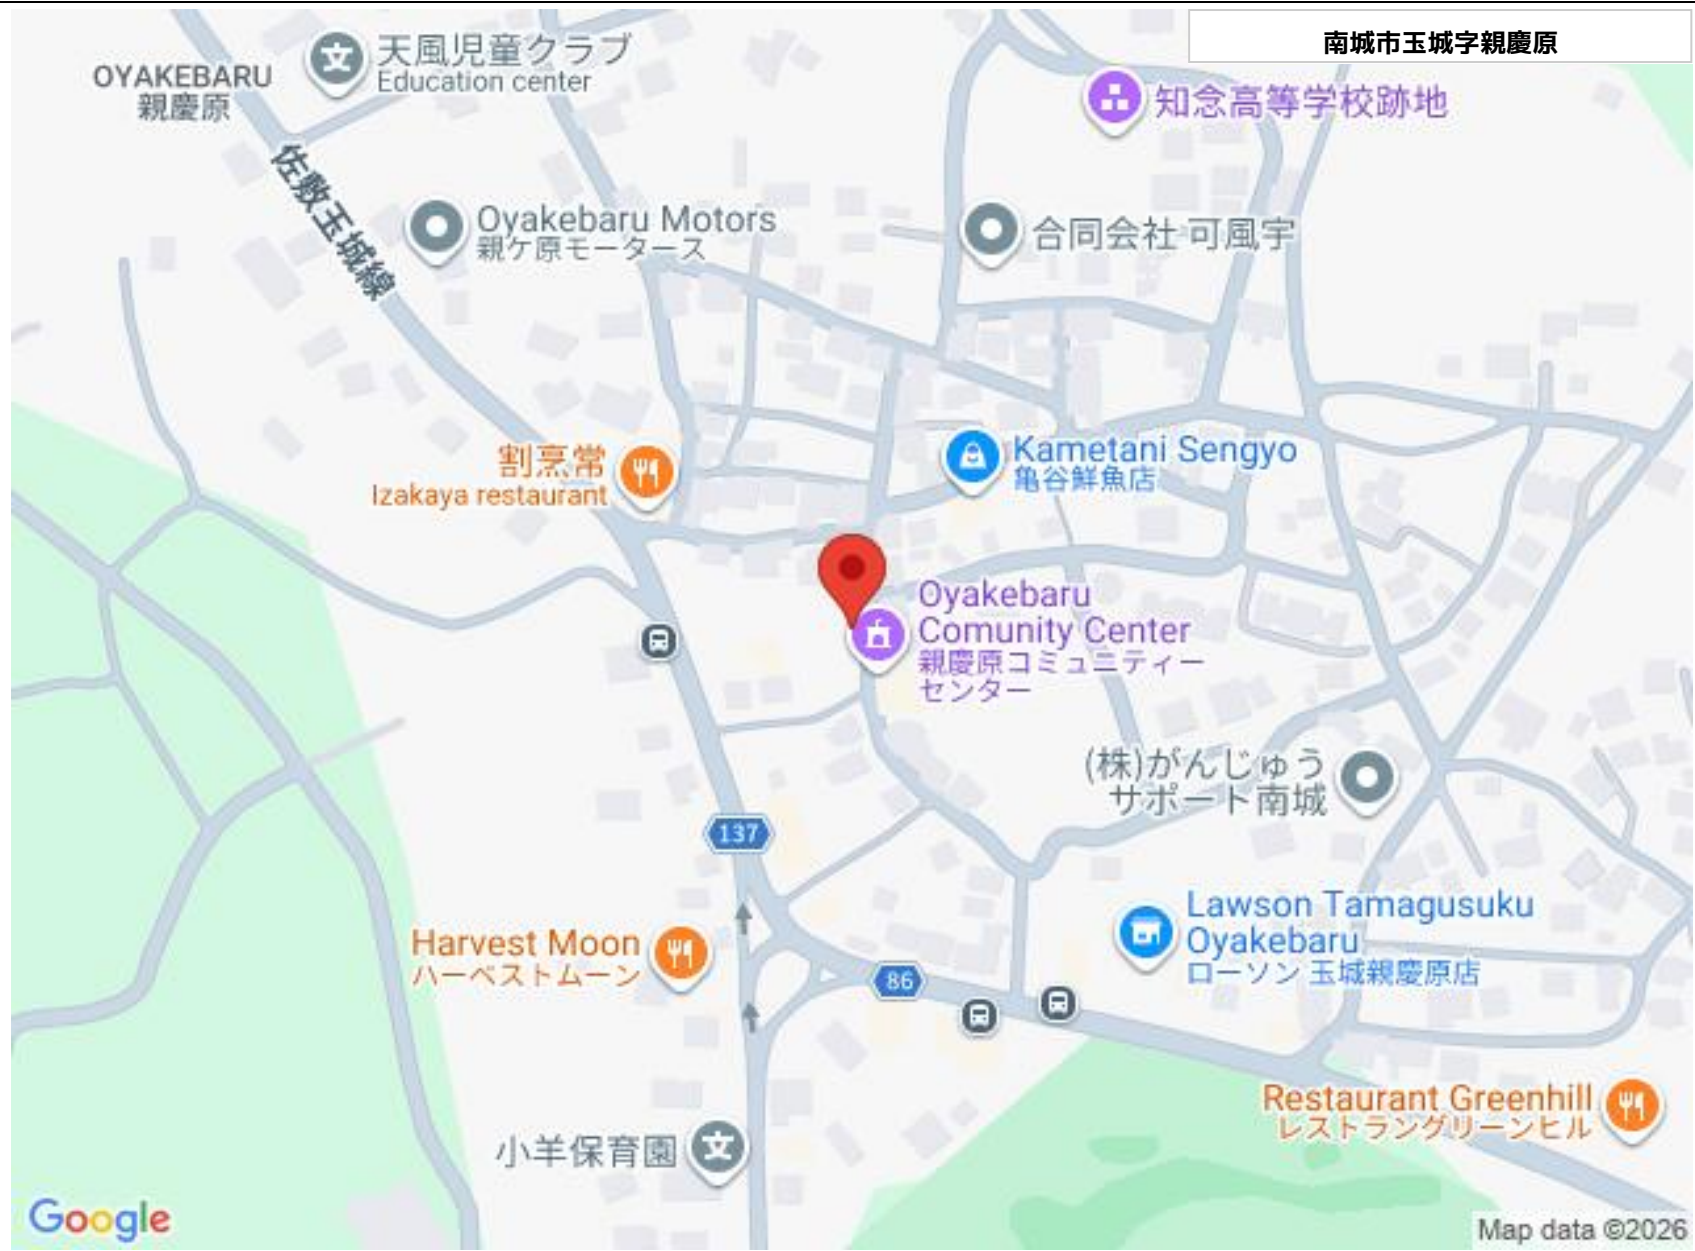 南城市玉城字親慶原
天風児童クラブ
Education center
OYAKEBARU
親慶原
知念高等学校跡地
佐敷玉城線
Oyakebaru Motors
親ケ原モータース
合同会社 可風宇
割烹常
Izakaya restaurant
Kametani Sengyo
亀谷鮮魚店
Oyakebaru
Comunity Center
親慶原コミュニティー
センター
(株)がんじゅう
サポート南城
137
Lawson Tamagusuku
Oyakebaru
ローソン 玉城親慶原店
Harvest Moon
ハーベストムーン
86
Restaurant Greenhill
レストラングリーンヒル
小羊保育園
Google
Map data ©2026